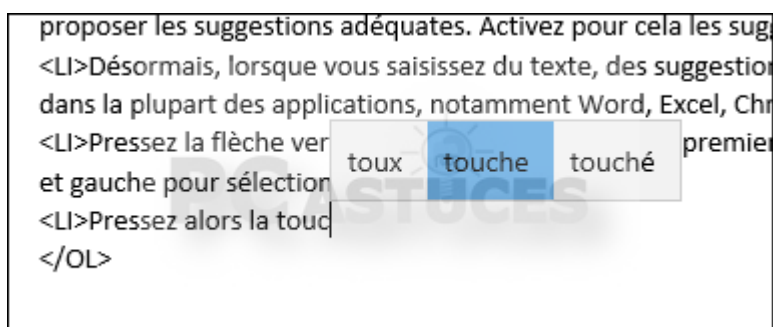 proposer les suggestions adéquates. Activez pour cela les sug
<LI>Désormais, lorsque vous saisissez du texte, des suggestion
dans la plupart des applications, notamment Word, Excel, Chr
<LI>Pressez la flèche ver premier
toux touche touché
et gauche pour sélection
<LI>Pressez alors la touc
</OL>
PC ASTUCES